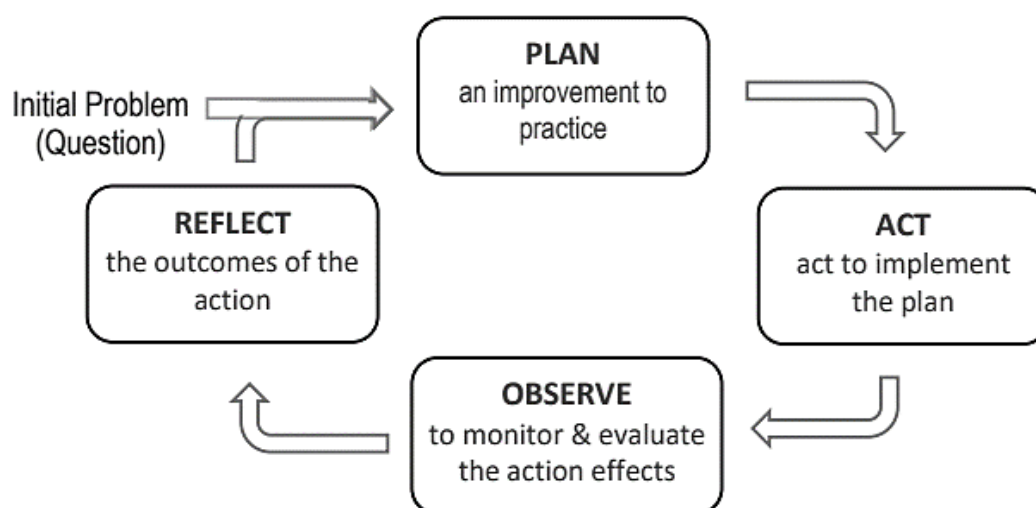 Initial Problem
(Question)
PLAN
an improvement to
practice
ACT
act to implement
the plan
OBSERVE
to monitor & evaluate
the action effects
REFLECT
the outcomes of the
action